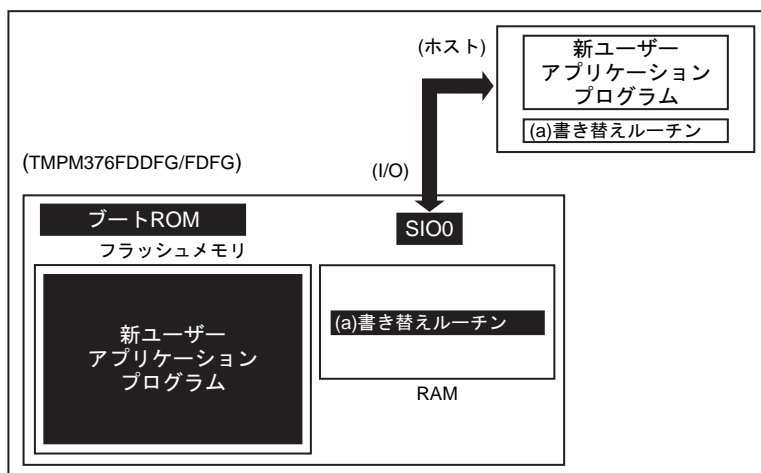 (ホスト)
新ユーザー
アプリケーション
プログラム
(a)書き替えルーチン
(TMPM376FDDFG/FDFG)
(I/O)
ブートROM
SIO0
フラッシュメモリ
新ユーザー
アプリケーション
プログラム
(a)書き替えルーチン
RAM